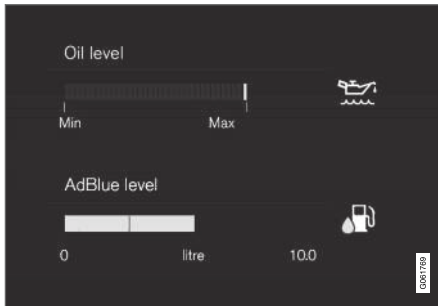 Oil level
Min Max
AdBlue level
0 litre 10.0
G061769